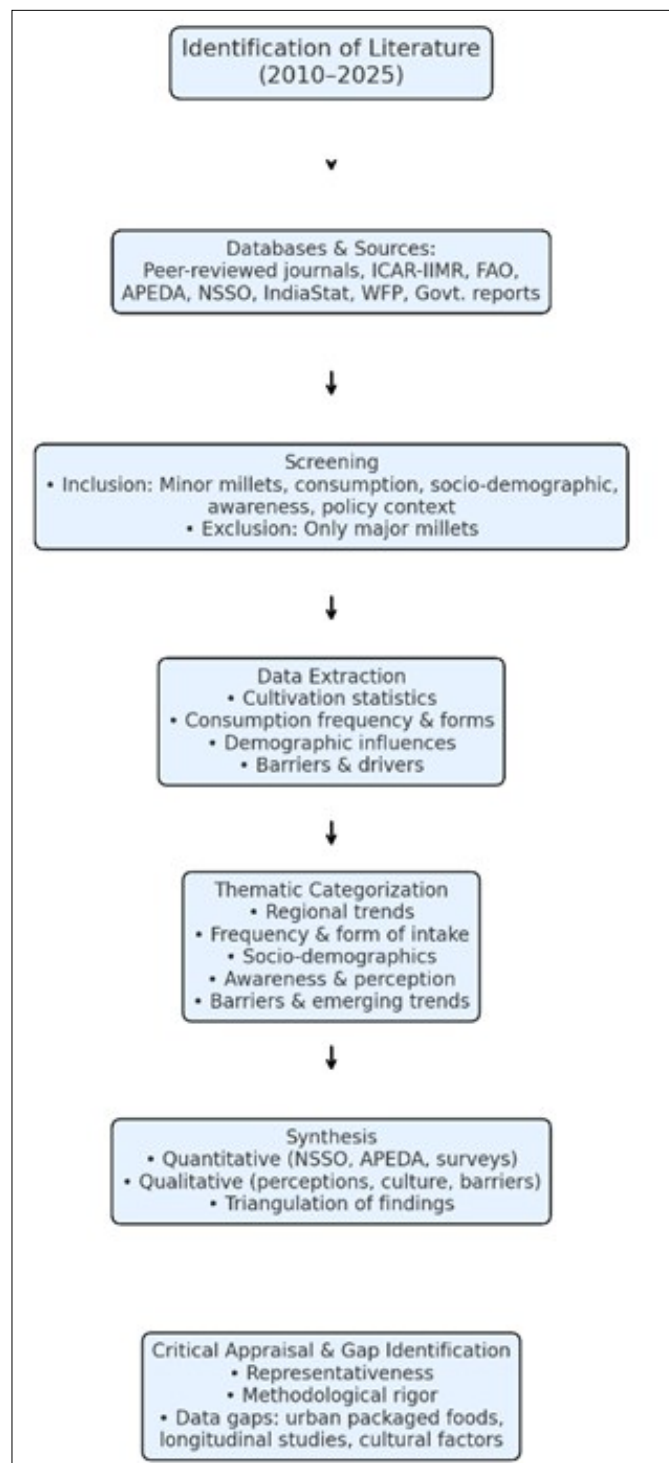 Identification of Literature
(2010–2025)
Databases & Sources:
Peer-reviewed journals, ICAR-IIMR, FAO,
APEDA, NSSO, IndiaStat, WFP, Govt. reports
Screening
• Inclusion: Minor millets, consumption, socio-demographic,
awareness, policy context
• Exclusion: Only major millets
Data Extraction
• Cultivation statistics
• Consumption frequency & forms
• Demographic influences
• Barriers & drivers
Thematic Categorization
• Regional trends
• Frequency & form of intake
• Socio-demographics
• Awareness & perception
• Barriers & emerging trends
Synthesis
• Quantitative (NSSO, APEDA, surveys)
• Qualitative (perceptions, culture, barriers)
• Triangulation of findings
Critical Appraisal & Gap Identification
• Representativeness
• Methodological rigor
• Data gaps: urban packaged foods,
longitudinal studies, cultural factors